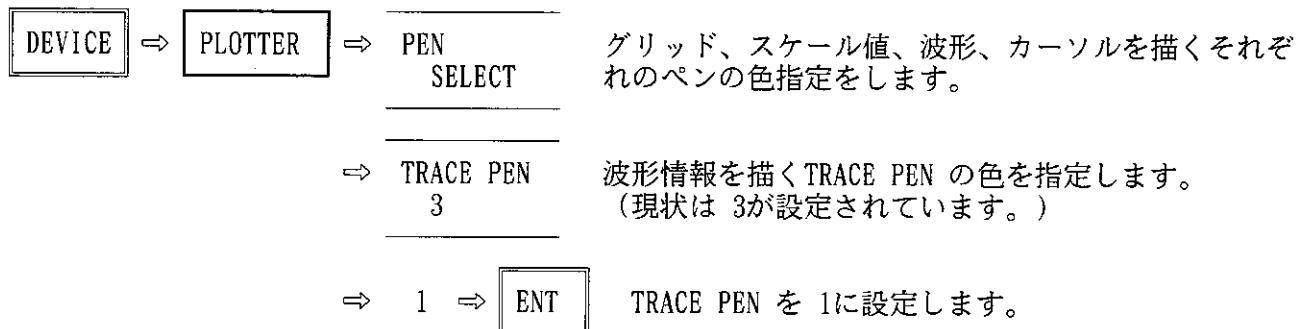 DEVICE ⇨ PLOTTER ⇨ PEN グリッド、スケール値、波形、カーソルを描くそれぞ
SELECT れのペンの色指定をします。
⇨ TRACE PEN 波形情報を描くTRACE PEN の色を指定します。
3 （現状は 3が設定されています。）
⇨ 1 ⇨ ENT TRACE PEN を 1に設定します。